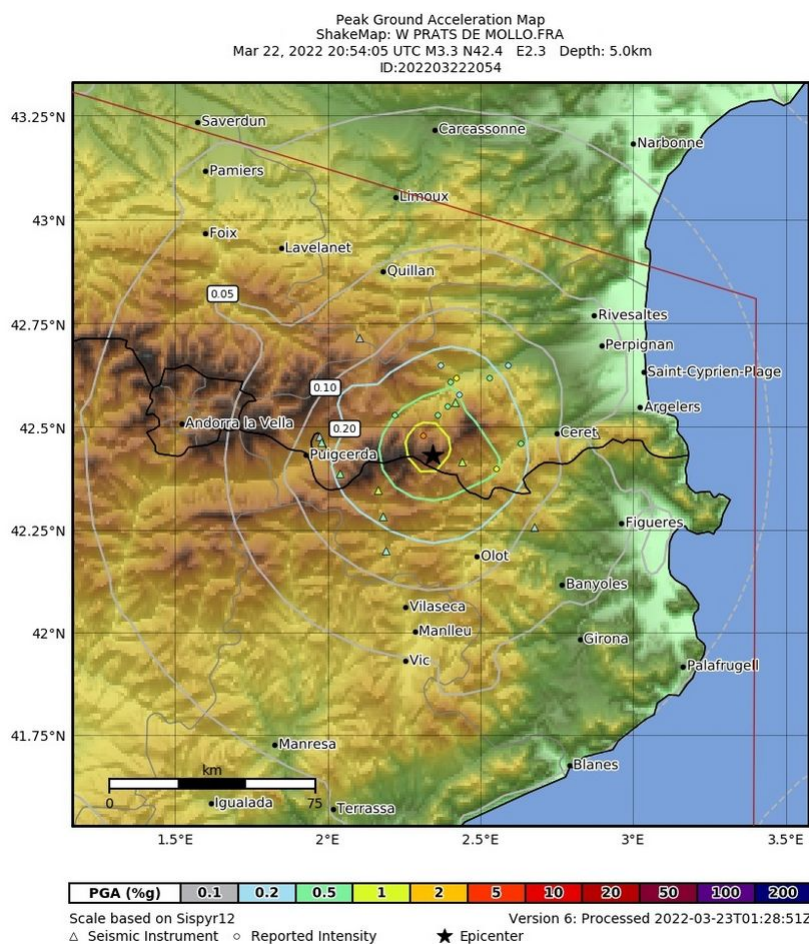 Peak Ground Acceleration Map
ShakeMap: W PRATS DE MOLLO.FRA
Mar 22, 2022 20:54:05 UTC M3.3 N42.4 E2.3 Depth: 5.0km
ID:202203222054
43.25°N
Saverdun
Carcassonne
Narbonne
Pamiers
Limoux
43°N
Foix
Lavelanet
Quillan
0.05
42.75°N
Rivesaltes
Perpignan
Saint-Cyprien-Plage
0.10
Argelers
42.5°N
Andorra la Vella
0.20
Ceret
Puigcerda
42.25°N
Figueres
Olot
Banyoles
Vilaseca
42°N
Manlleu
Girona
Vic
Palafrugell
41.75°N
Manresa
Blanes
km
0 75
Igualada
Terrassa
1.5°E 2°E 2.5°E 3°E 3.5°E
PGA (%g) 0.1 0.2 0.5 1 2 5 10 20 50 100 200
Scale based on Sispyr12 Version 6: Processed 2022-03-23T01:28:51Z
△ Seismic Instrument ○ Reported Intensity ★ Epicenter